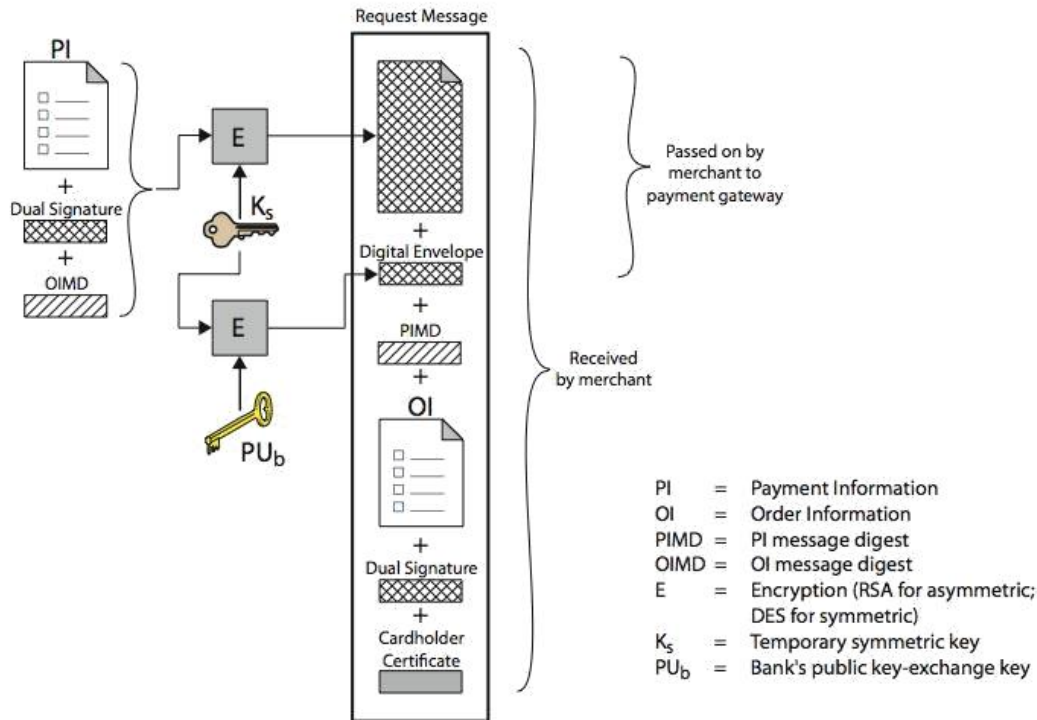 Request Message
PI
+
Dual Signature
+
OIMD
E
Ks
E
PUb
+
Digital Envelope
+
PIMD
+
OI
+
Dual Signature
+
Cardholder
Certificate
Passed on by
merchant to
payment gateway
Received
by merchant
PI = Payment Information
OI = Order Information
PIMD = PI message digest
OIMD = OI message digest
E = Encryption (RSA for asymmetric;
DES for symmetric)
Ks = Temporary symmetric key
PUb = Bank's public key-exchange key